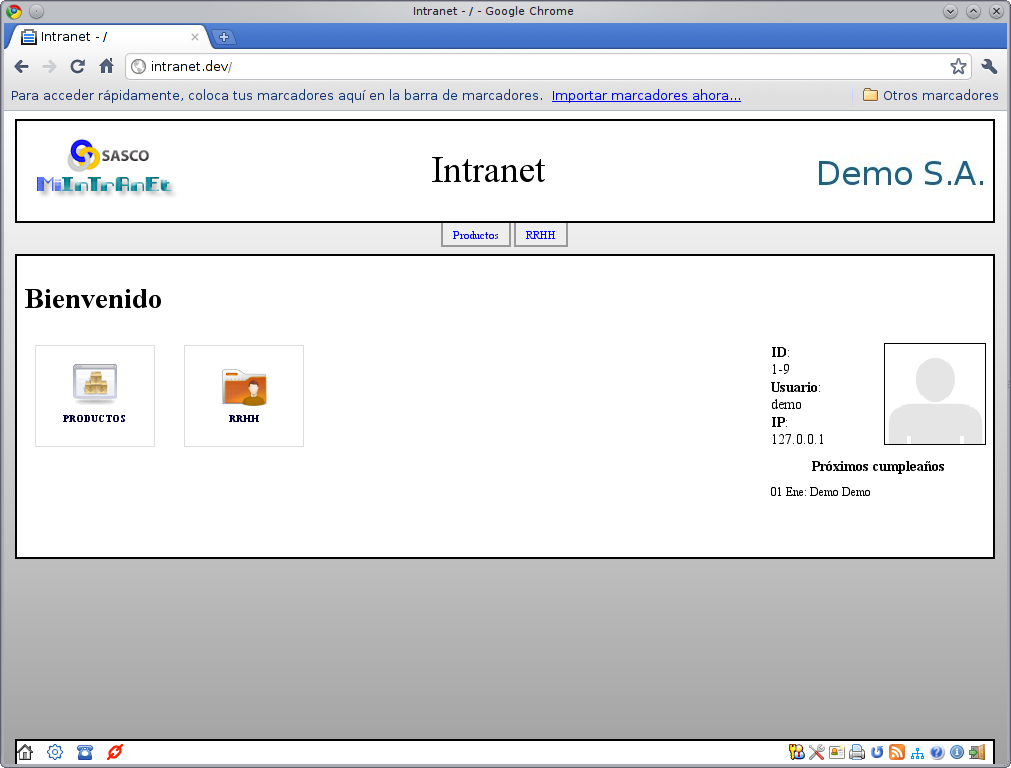 Intranet - / - Google Chrome
Intranet - /
intranet.dev/
Para acceder rápidamente, coloca tus marcadores aquí en la barra de marcadores. Importar marcadores ahora... Otros marcadores
SASCO
MiInTrAnEt
Intranet
Demo S.A.
Productos RRHH
Bienvenido
PRODUCTOS
RRHH
ID:
1-9
Usuario:
demo
IP:
127.0.0.1
Próximos cumpleaños
01 Ene: Demo Demo